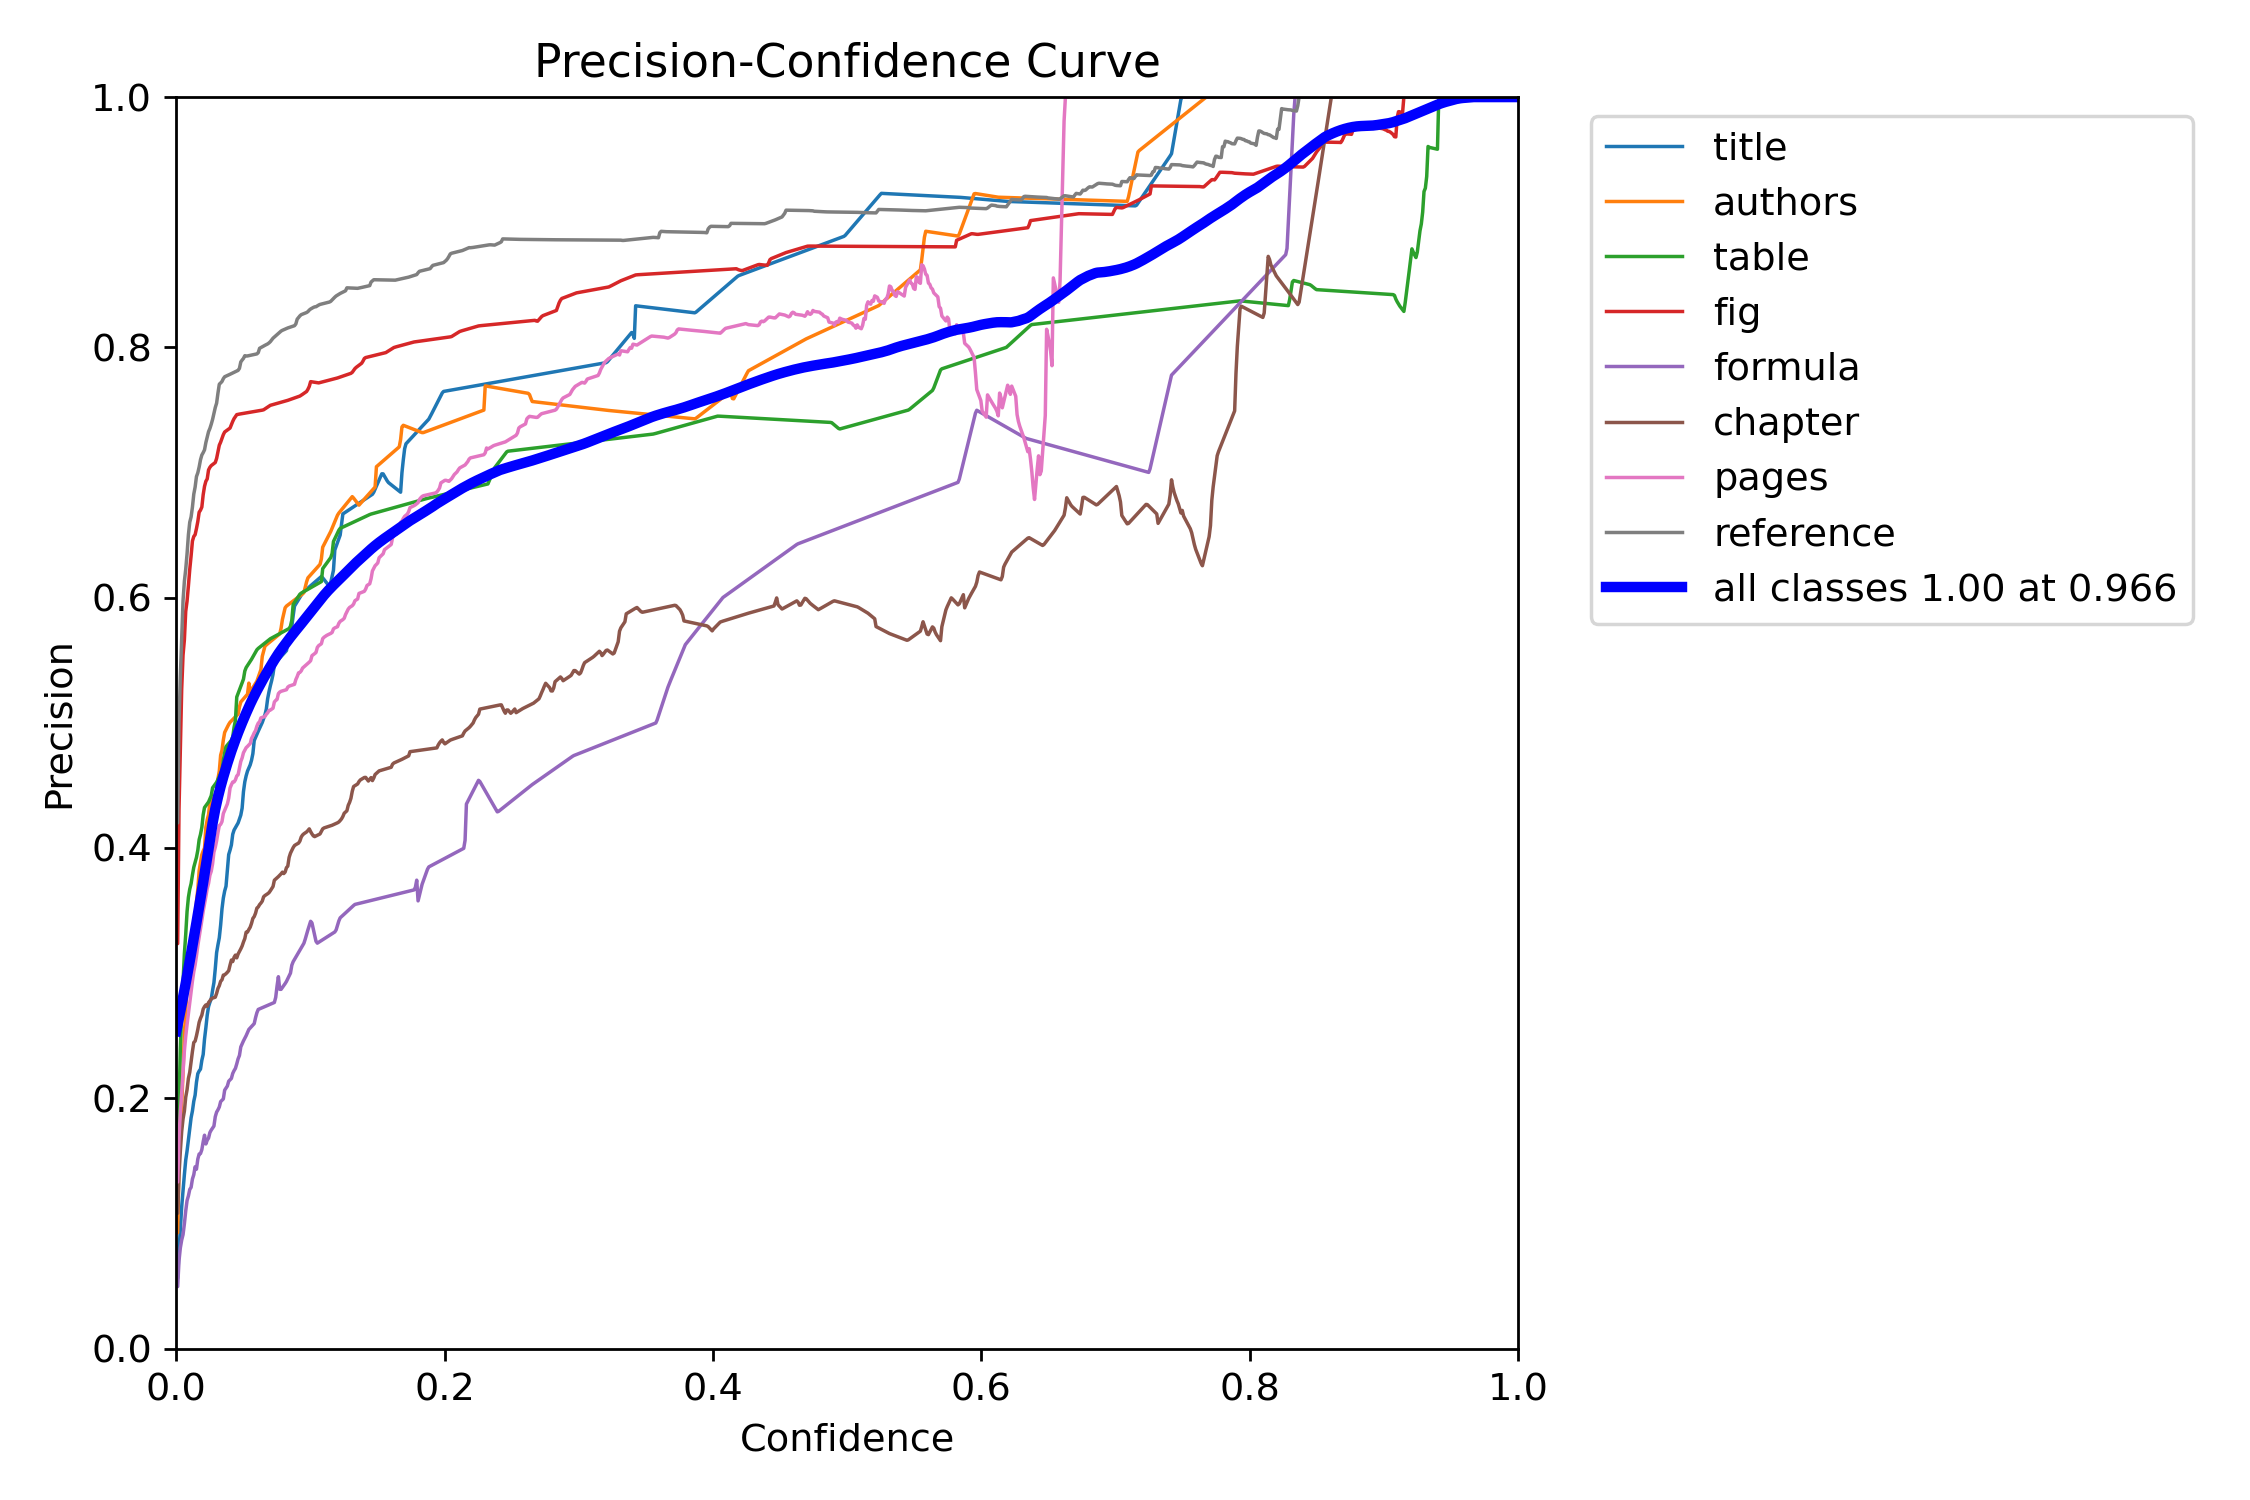 Precision-Confidence Curve
1.0
0.8
0.6
0.4
0.2
0.0
Precision
0.0 0.2 0.4 0.6 0.8 1.0
Confidence
title
authors
table
fig
formula
chapter
pages
reference
all classes 1.00 at 0.966